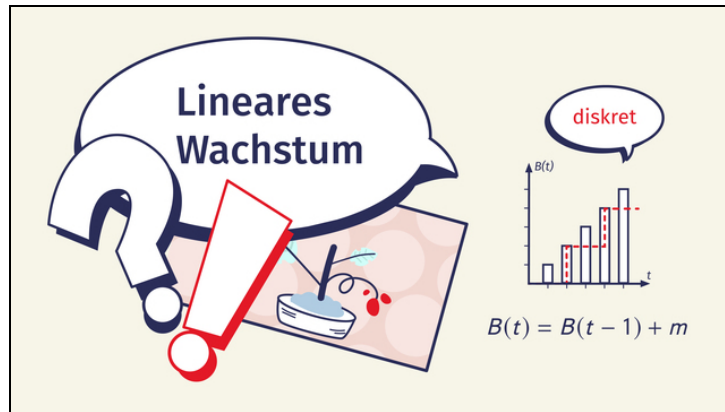 Lineares
Wachstum
diskret
B(t)
t
B(t) = B(t − 1) + m